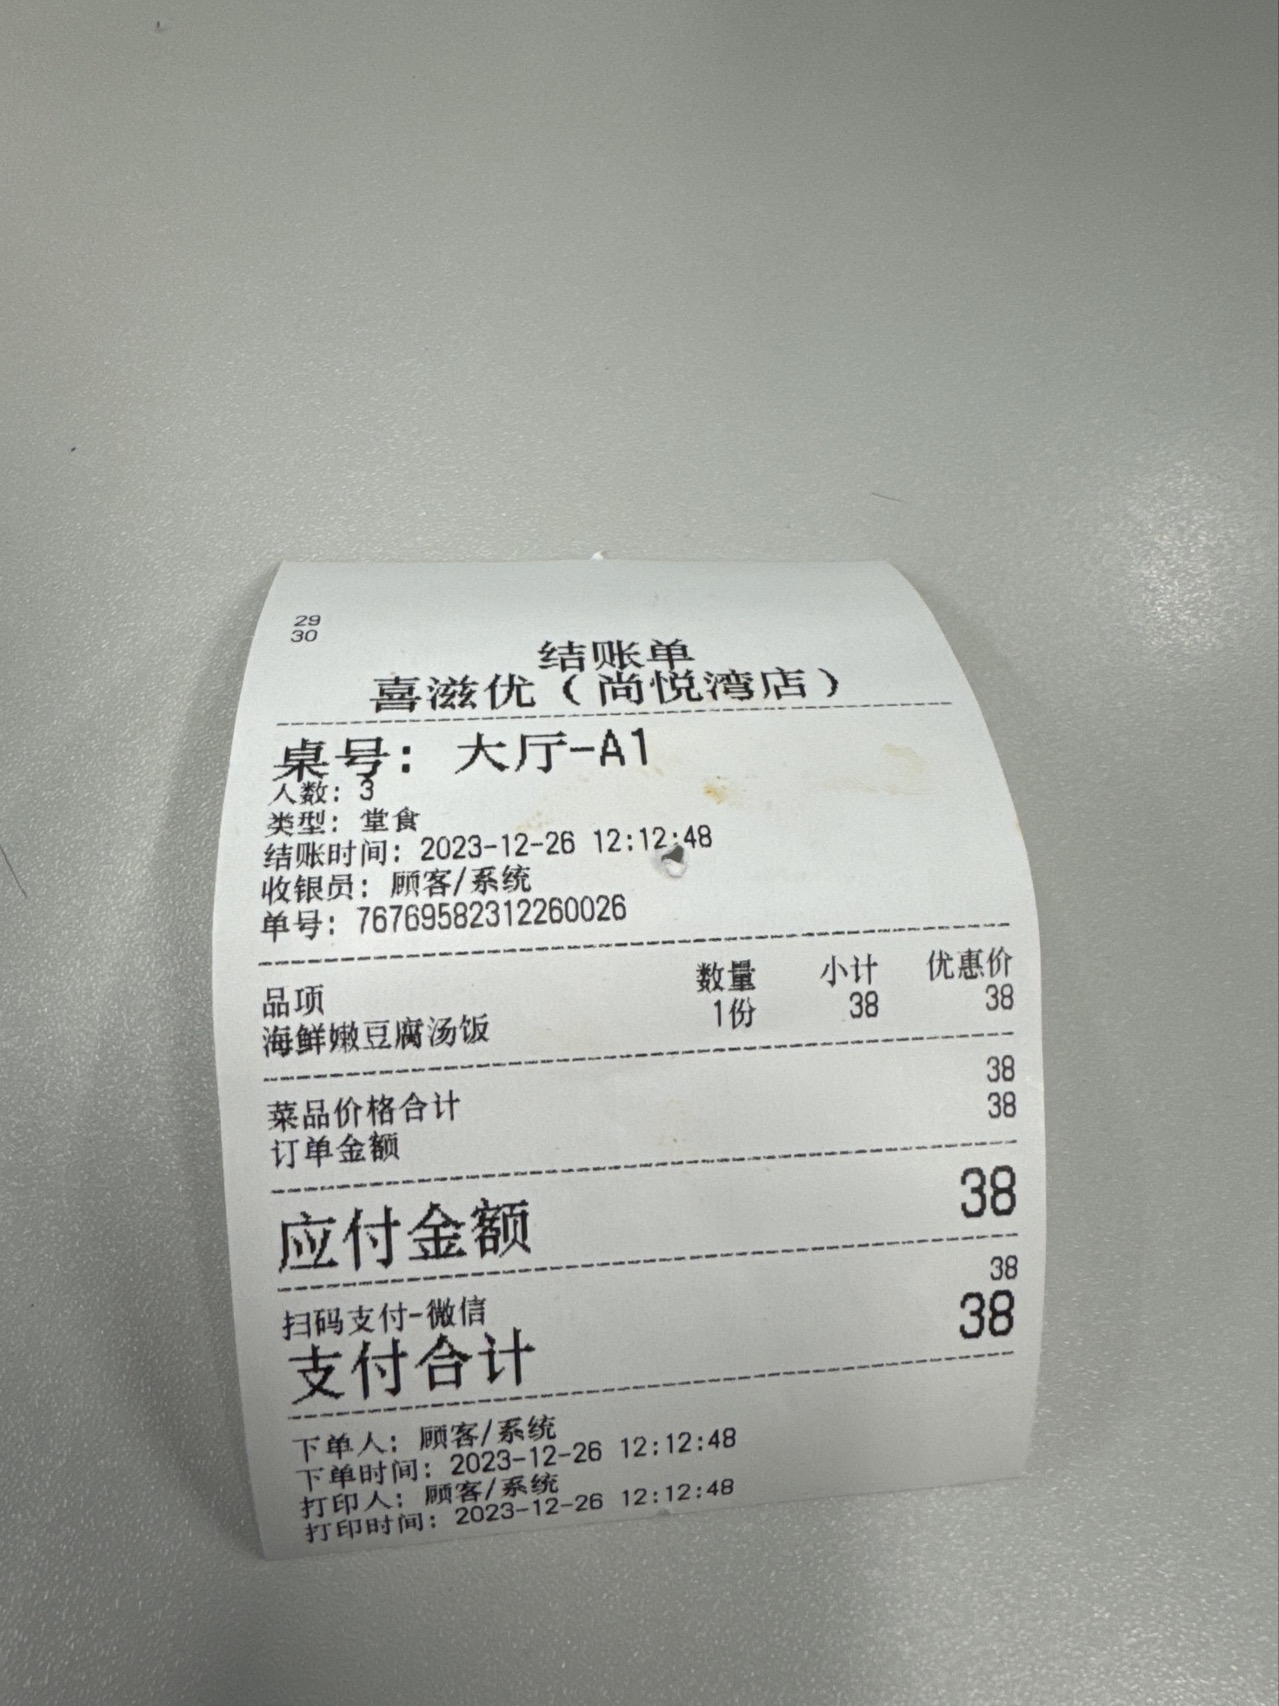 29
30
结账单
喜滋优（尚悦湾店）
桌号： 大厅-A1
人数：3
类型：堂食
结账时间：2023-12-26 12:12:48
收银员：顾客/系统
单号：76769582312260026
品项 数量 小计 优惠价
海鲜嫩豆腐汤饭 1份 38 38
菜品价格合计 38
订单金额 38
应付金额 38
扫码支付-微信 38
支付合计 38
下单人：顾客/系统
下单时间：2023-12-26 12:12:48
打印人：顾客/系统
打印时间：2023-12-26 12:12:48